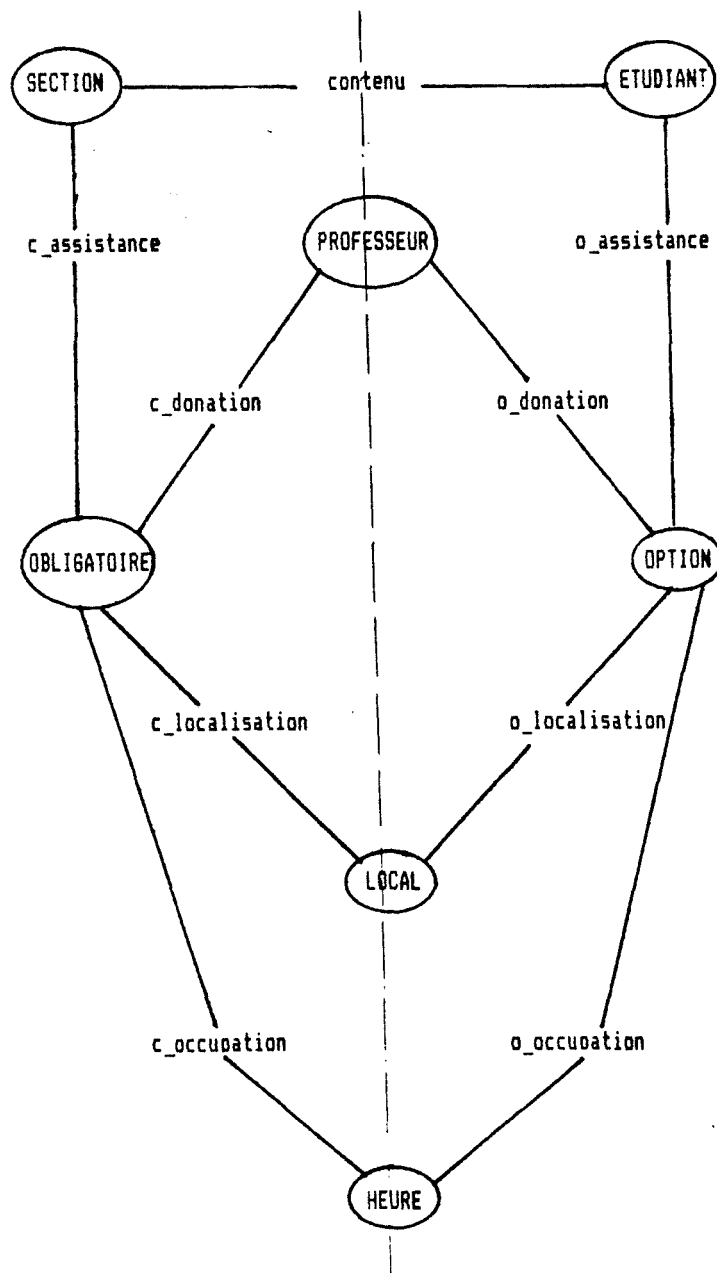 SECTION contenu ETUDIANT
c_assistance PROFESSEUR o_assistance
c_donation o_donation
OBLIGATOIRE OPTION
c_localisation o_localisation
LOCAL
c_occupation o_occupation
HEURE